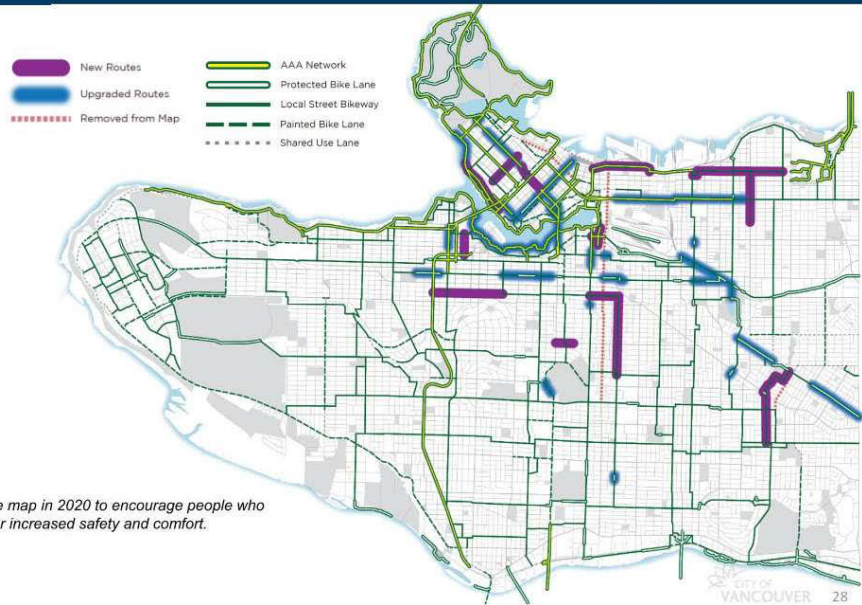 New Routes
Upgraded Routes
Removed from Map
AAA Network
Protected Bike Lane
Local Street Bikeway
Painted Bike Lane
Shared Use Lane
e map in 2020 to encourage people who
r increased safety and comfort.
CITY OF
VANCOUVER 28